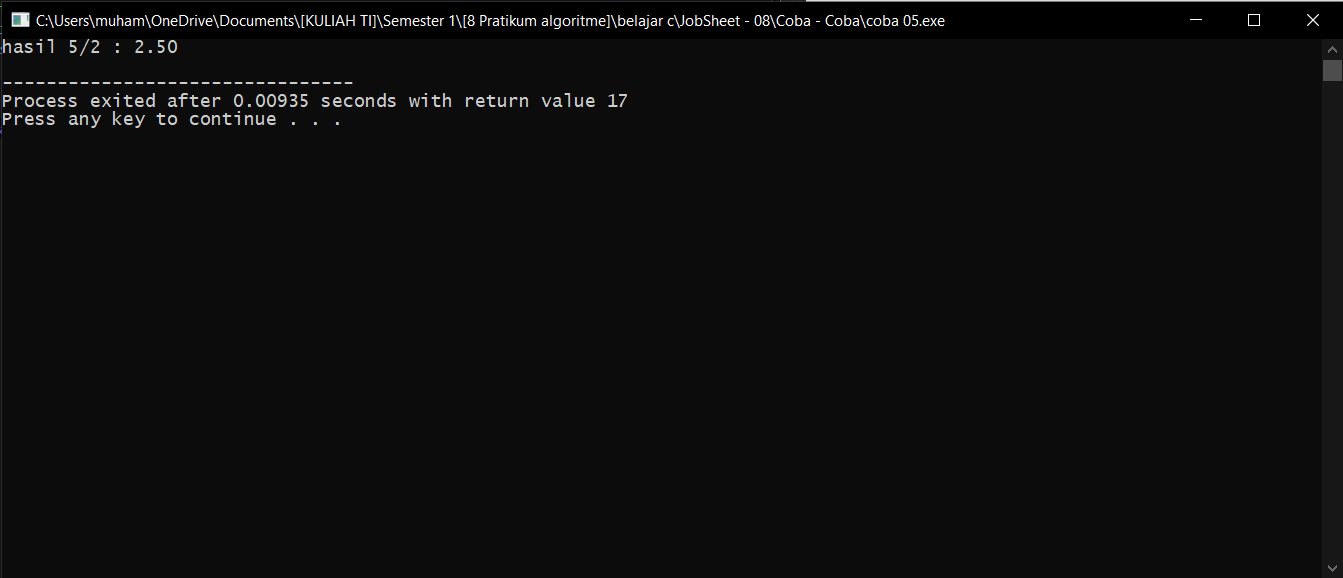 C:\Users\muham\OneDrive\Documents\[KULIAH TI]\Semester 1\[8 Pratikum algoritme]\belajar c\JobSheet - 08\Coba - Coba\coba 05.exe
hasil 5/2 : 2.50
--------------------------------
Process exited after 0.00935 seconds with return value 17
Press any key to continue . . .